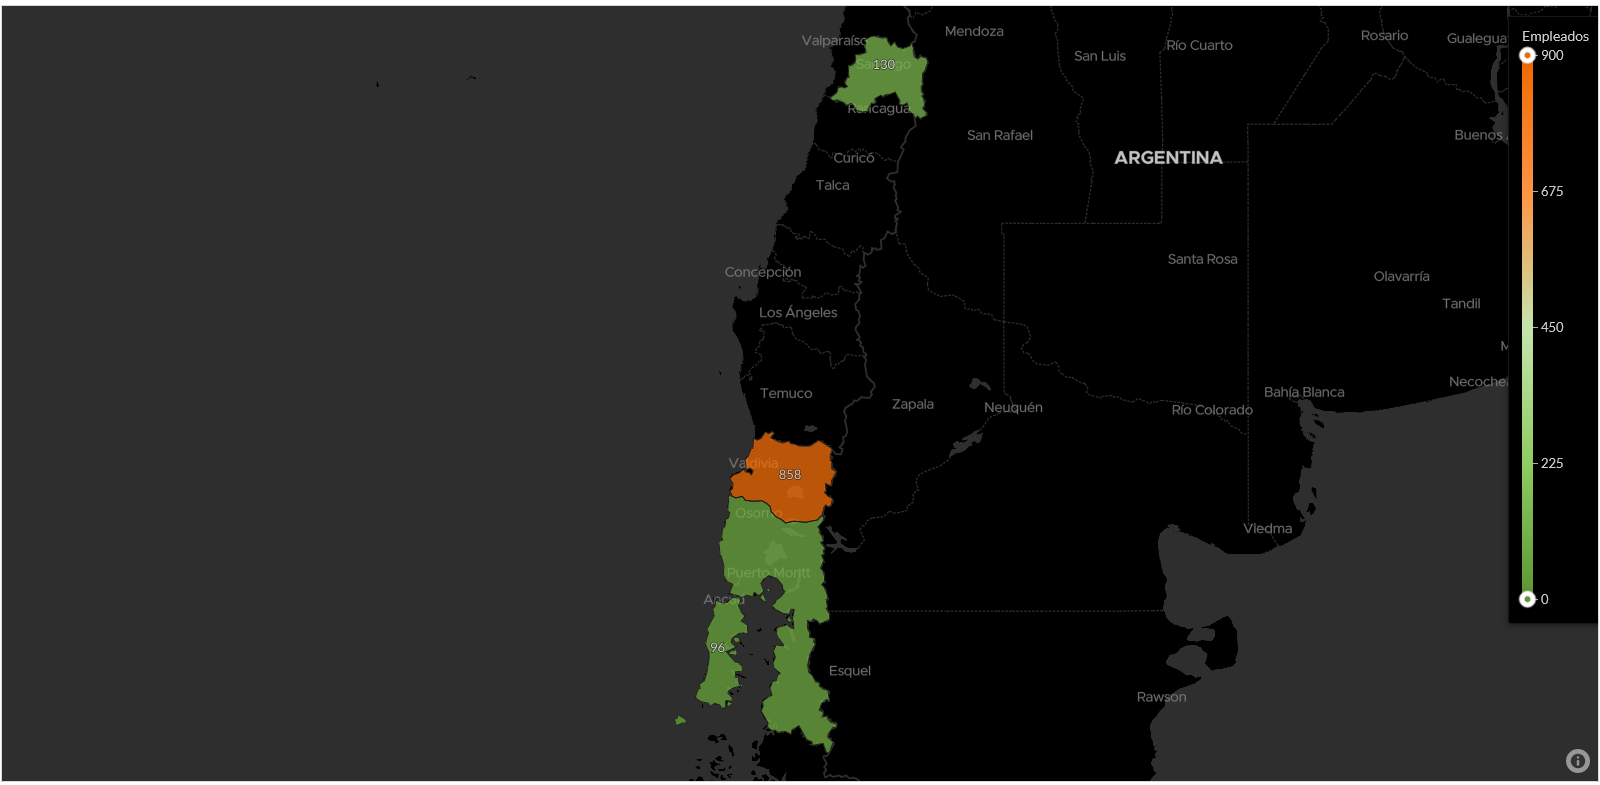 Valparaíso
Mendoza
San Luis
Río Cuarto
Rosario
Gualegua
Santiago
130
Rancagua
San Rafael
Buenos
ARGENTINA
Curicó
Talca
Santa Rosa
Concepción
Olavarría
Tandil
Los Ángeles
M
Temuco
Zapala
Neuquén
Río Colorado
Bahía Blanca
Necoche
Valdivia
858
Osorno
Viedma
Puerto Montt
Ancud
96
Esquel
Rawson
Empleados
900
675
450
225
0